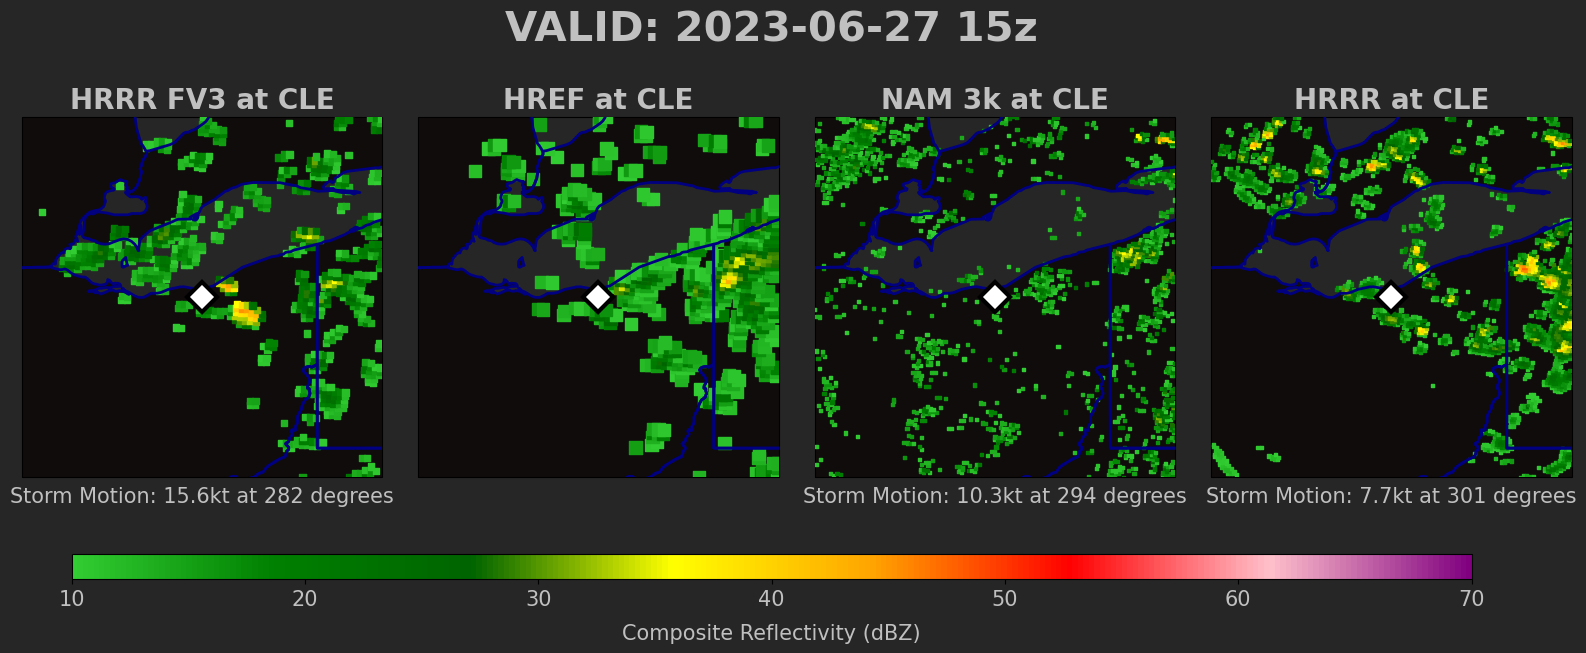 VALID: 2023-06-27 15z
HRRR FV3 at CLE
HREF at CLE
NAM 3k at CLE
HRRR at CLE
Storm Motion: 15.6kt at 282 degrees
Storm Motion: 10.3kt at 294 degrees
Storm Motion: 7.7kt at 301 degrees
10 20 30 40 50 60 70
Composite Reflectivity (dBZ)